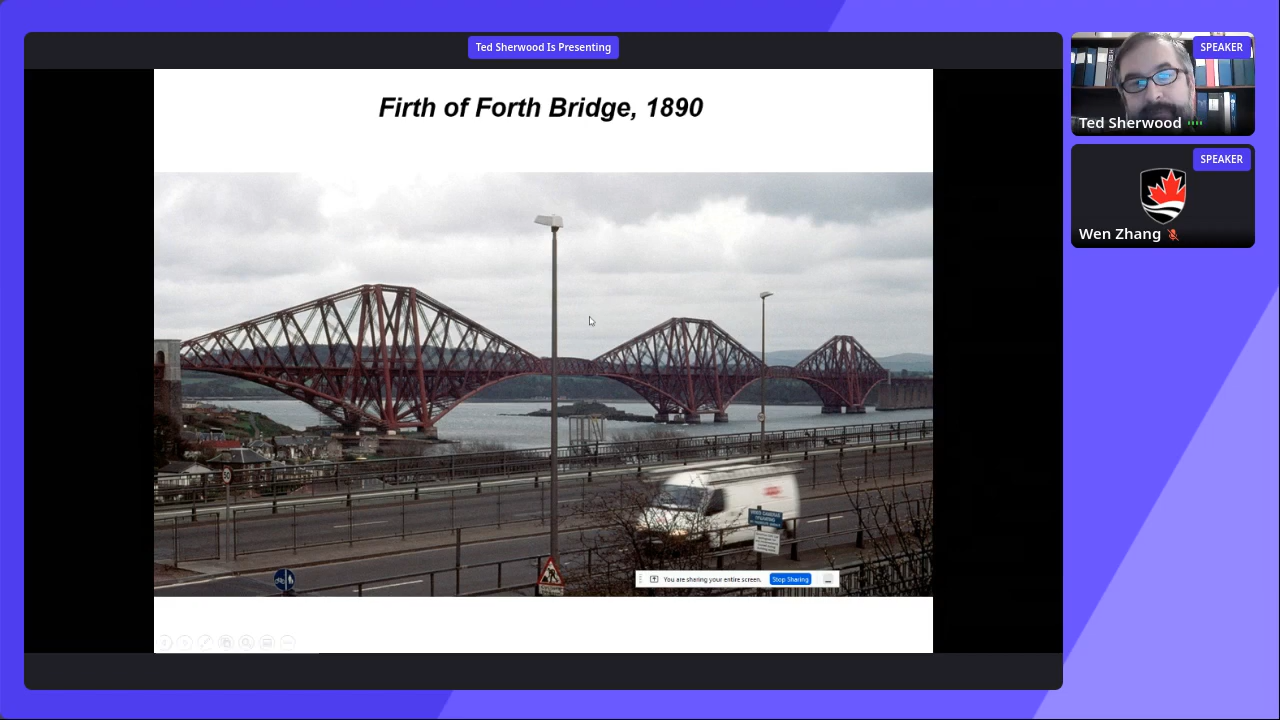 Ted Sherwood Is Presenting
SPEAKER
Ted Sherwood
SPEAKER
Wen Zhang
Firth of Forth Bridge, 1890
You are sharing your entire screen.
Stop Sharing